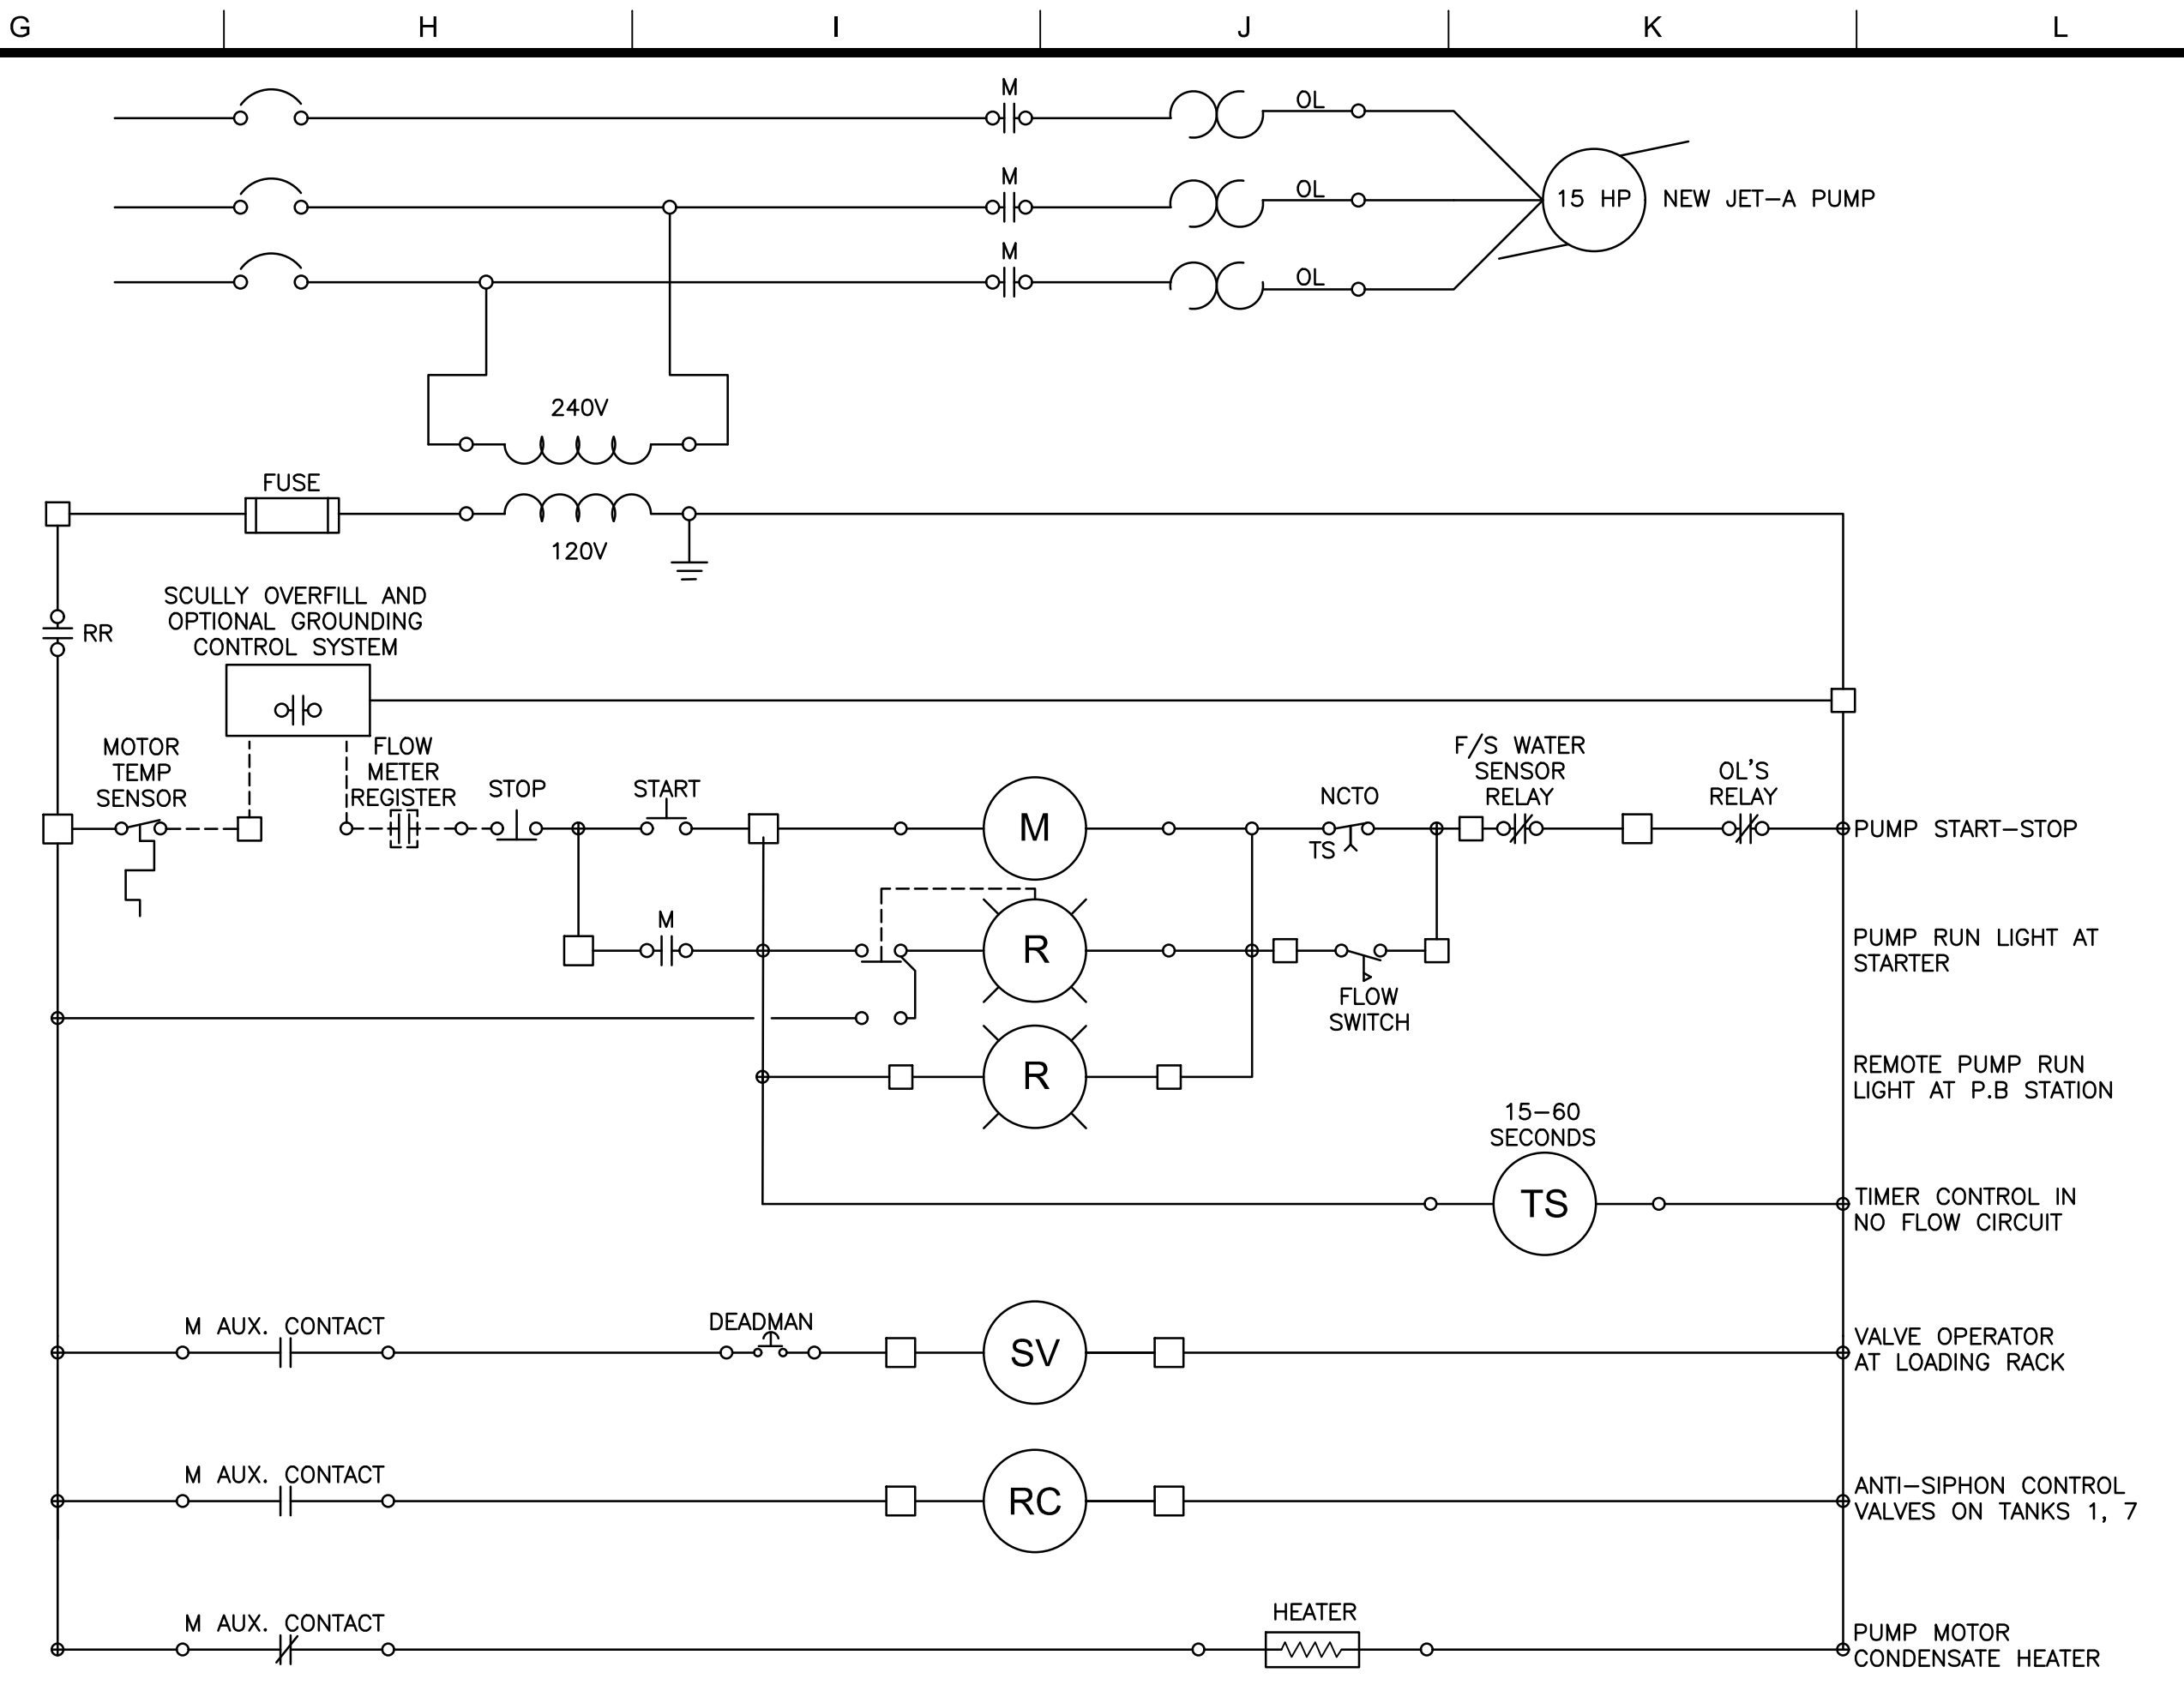 G H I J K L
M
OL
M
OL
15 HP NEW JET-A PUMP
M
OL
240V
FUSE
120V
SCULLY OVERFILL AND
OPTIONAL GROUNDING
CONTROL SYSTEM
RR
MOTOR
TEMP
SENSOR
FLOW
METER
REGISTER
STOP
START
M
NCTO
TS
F/S WATER
SENSOR
RELAY
OL'S
RELAY
PUMP START-STOP
M
R
FLOW
SWITCH
PUMP RUN LIGHT AT
STARTER
R
REMOTE PUMP RUN
LIGHT AT P.B STATION
15-60
SECONDS
TS
TIMER CONTROL IN
NO FLOW CIRCUIT
M AUX. CONTACT
DEADMAN
SV
VALVE OPERATOR
AT LOADING RACK
M AUX. CONTACT
RC
ANTI-SIPHON CONTROL
VALVES ON TANKS 1, 7
M AUX. CONTACT
HEATER
PUMP MOTOR
CONDENSATE HEATER